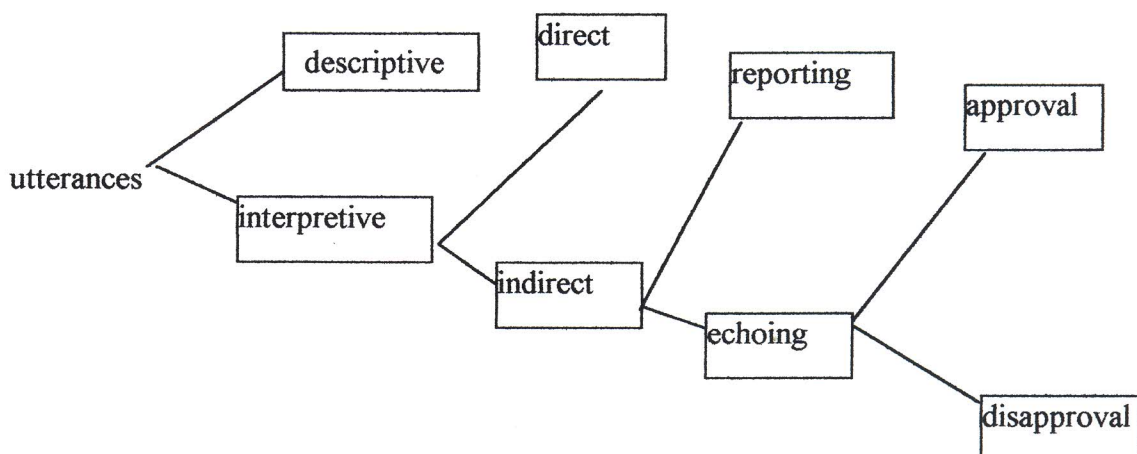 direct
descriptive
reporting
approval
utterances
interpretive
indirect
echoing
disapproval